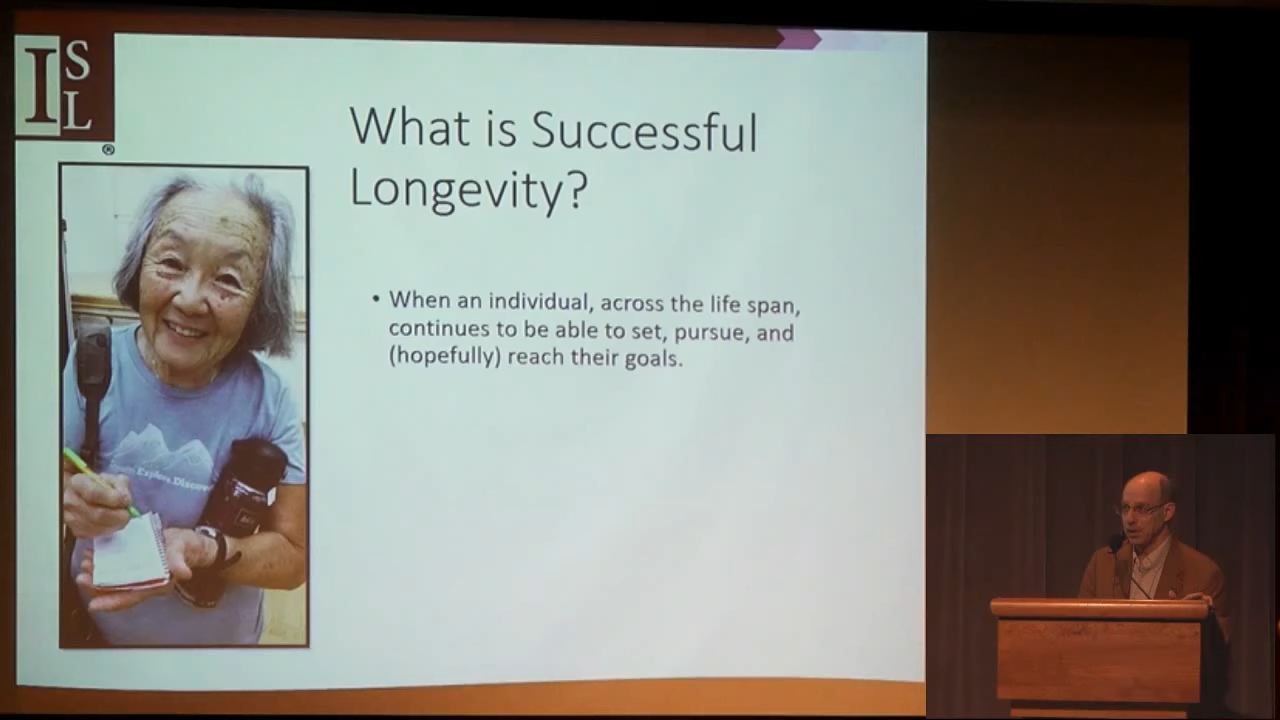 I
S
L
®
What is Successful
Longevity?
• When an individual, across the life span,
continues to be able to set, pursue, and
(hopefully) reach their goals.
Explore.Discover